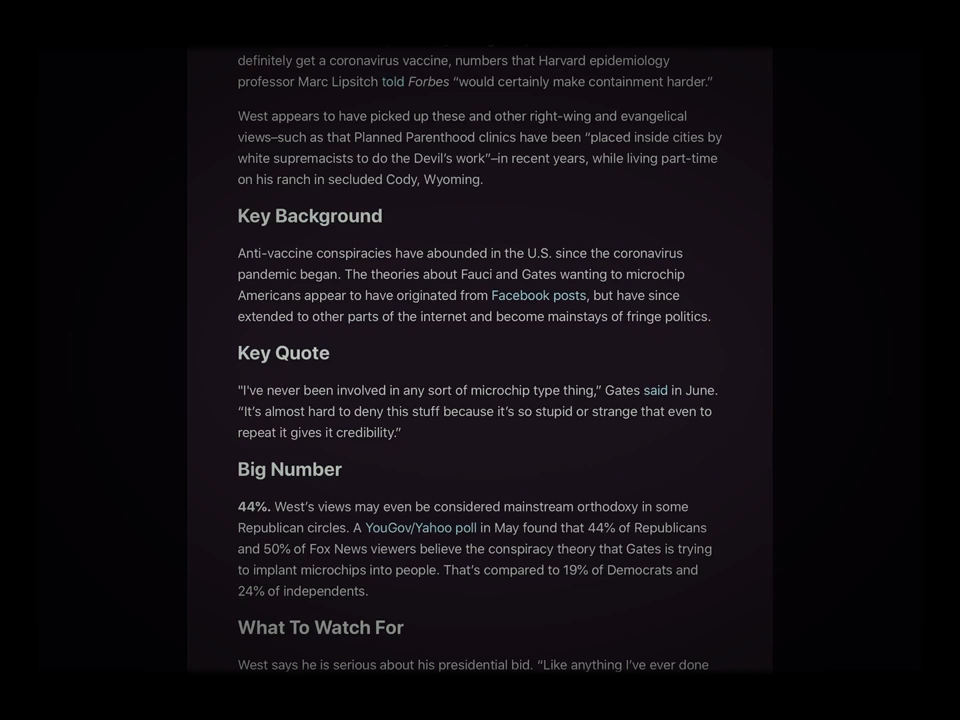 definitely get a coronavirus vaccine, numbers that Harvard epidemiology
professor Marc Lipsitch told Forbes “would certainly make containment harder.”
West appears to have picked up these and other right-wing and evangelical
views–such as that Planned Parenthood clinics have been “placed inside cities by
white supremacists to do the Devil’s work”–in recent years, while living part-time
on his ranch in secluded Cody, Wyoming.
Key Background
Anti-vaccine conspiracies have abounded in the U.S. since the coronavirus
pandemic began. The theories about Fauci and Gates wanting to microchip
Americans appear to have originated from Facebook posts, but have since
extended to other parts of the internet and become mainstays of fringe politics.
Key Quote
"I've never been involved in any sort of microchip type thing,” Gates said in June.
“It’s almost hard to deny this stuff because it’s so stupid or strange that even to
repeat it gives it credibility.”
Big Number
44%. West’s views may even be considered mainstream orthodoxy in some
Republican circles. A YouGov/Yahoo poll in May found that 44% of Republicans
and 50% of Fox News viewers believe the conspiracy theory that Gates is trying
to implant microchips into people. That’s compared to 19% of Democrats and
24% of independents.
What To Watch For
West says he is serious about his presidential bid. “Like anything I’ve ever done